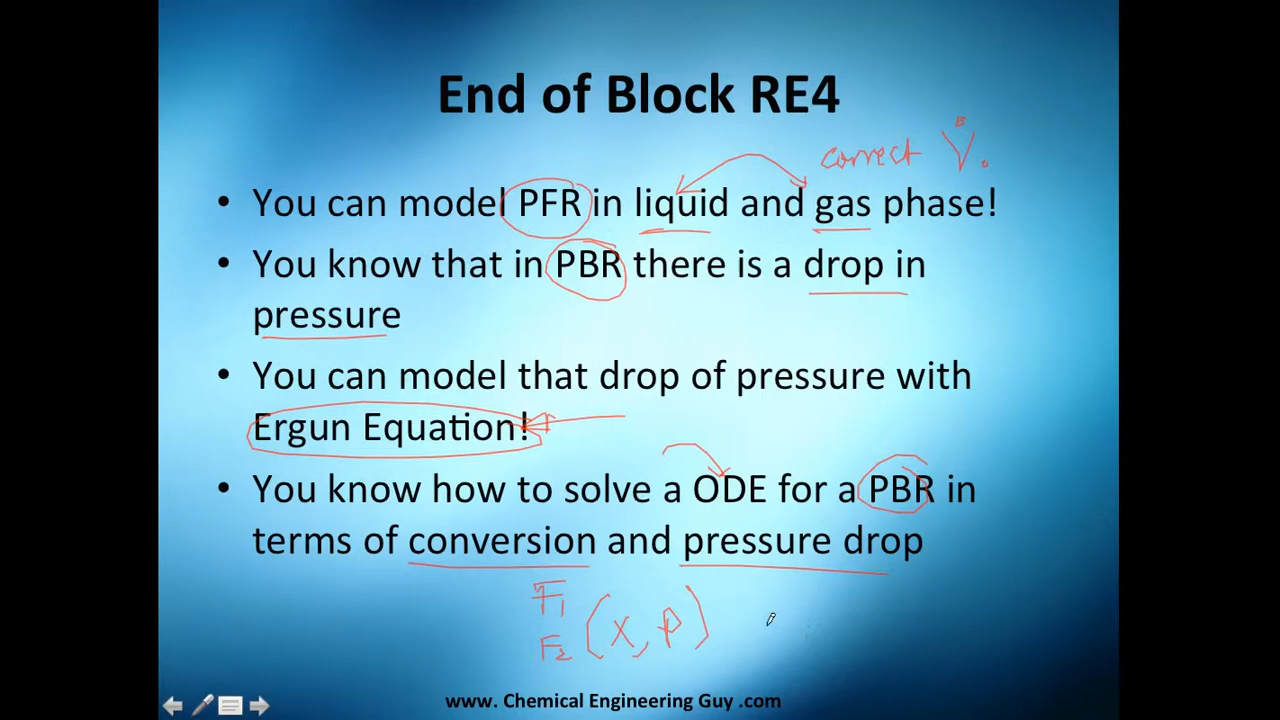 End of Block RE4
correct V̇.
• You can model PFR in liquid and gas phase!
• You know that in PBR there is a drop in
pressure
• You can model that drop of pressure with
Ergun Equation!
• You know how to solve a ODE for a PBR in
terms of conversion and pressure drop
F1
F2 (X, P)
www. Chemical Engineering Guy .com